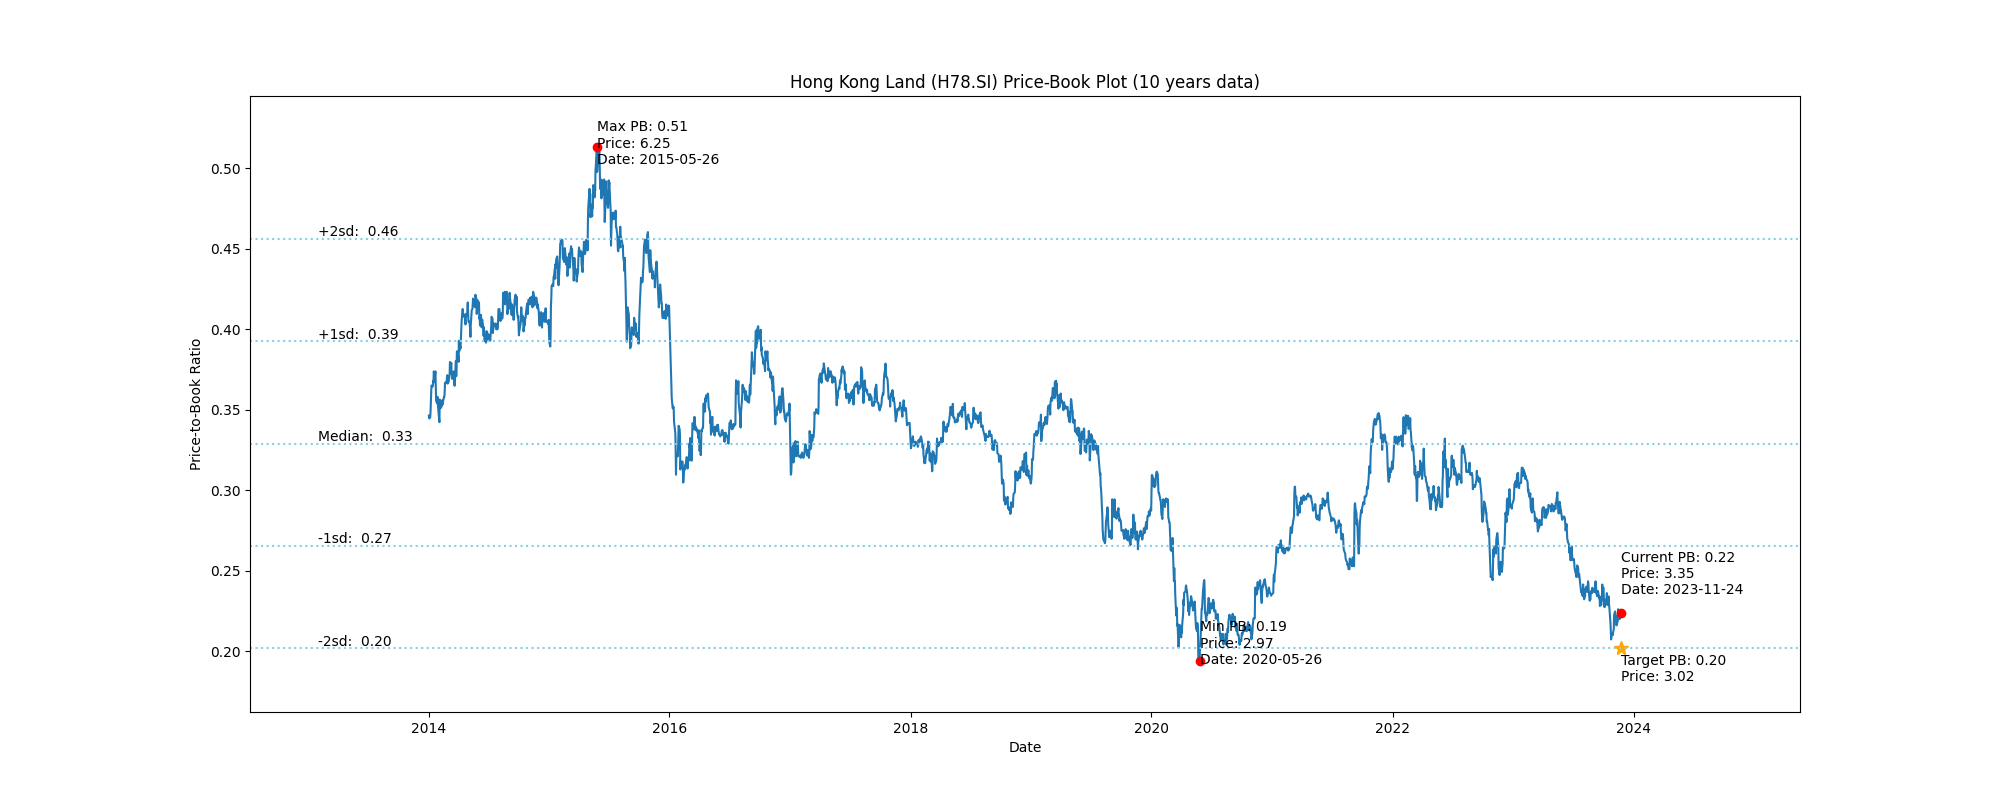 Hong Kong Land (H78.SI) Price-Book Plot (10 years data)
Max PB: 0.51
Price: 6.25
Date: 2015-05-26
0.50
+2sd:  0.46
0.45
+1sd:  0.39
0.40
0.35
Median:  0.33
0.30
-1sd:  0.27
0.25
Current PB: 0.22
Price: 3.35
Date: 2023-11-24
-2sd:  0.20
0.20
Min PB: 0.19
Price: 2.97
Date: 2020-05-26
Target PB: 0.20
Price: 3.02
Price-to-Book Ratio
2014
2016
2018
2020
2022
2024
Date